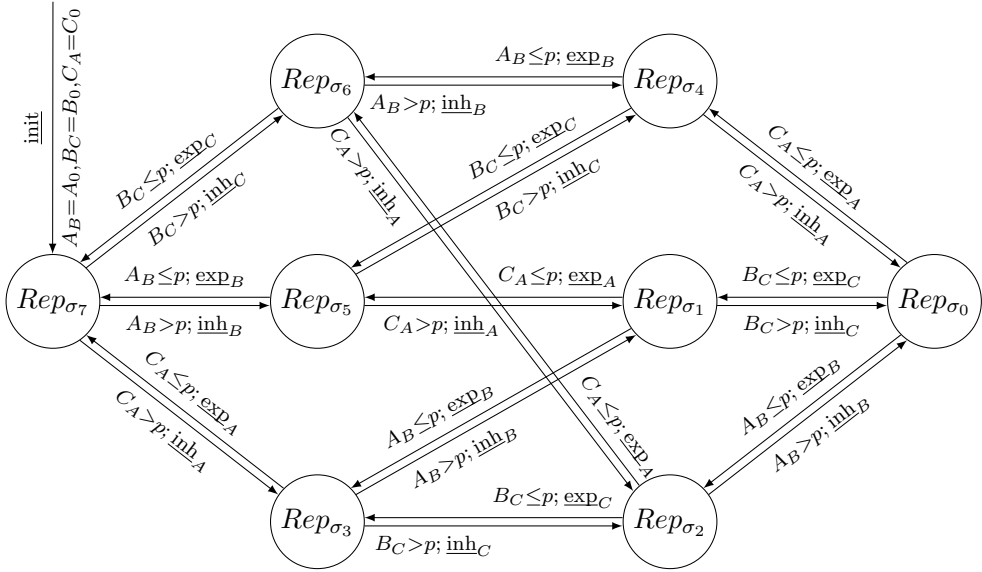 init
A_B=A_0,B_C=B_0,C_A=C_0
Rep_σ6
A_B≤p; exp_B
A_B>p; inh_B
Rep_σ4
B_C≤p; exp_C
B_C>p; inh_C
C_A>p; inh_A
B_C≤p; exp_C
B_C>p; inh_C
C_A≤p; exp_A
C_A>p; inh_A
Rep_σ7
A_B≤p; exp_B
A_B>p; inh_B
Rep_σ5
C_A≤p; exp_A
C_A>p; inh_A
Rep_σ1
B_C≤p; exp_C
B_C>p; inh_C
Rep_σ0
C_A≤p; exp_A
C_A>p; inh_A
A_B≤p; exp_B
A_B>p; inh_B
C_A≤p; exp_A
A_B≤p; exp_B
A_B>p; inh_B
Rep_σ3
B_C≤p; exp_C
B_C>p; inh_C
Rep_σ2